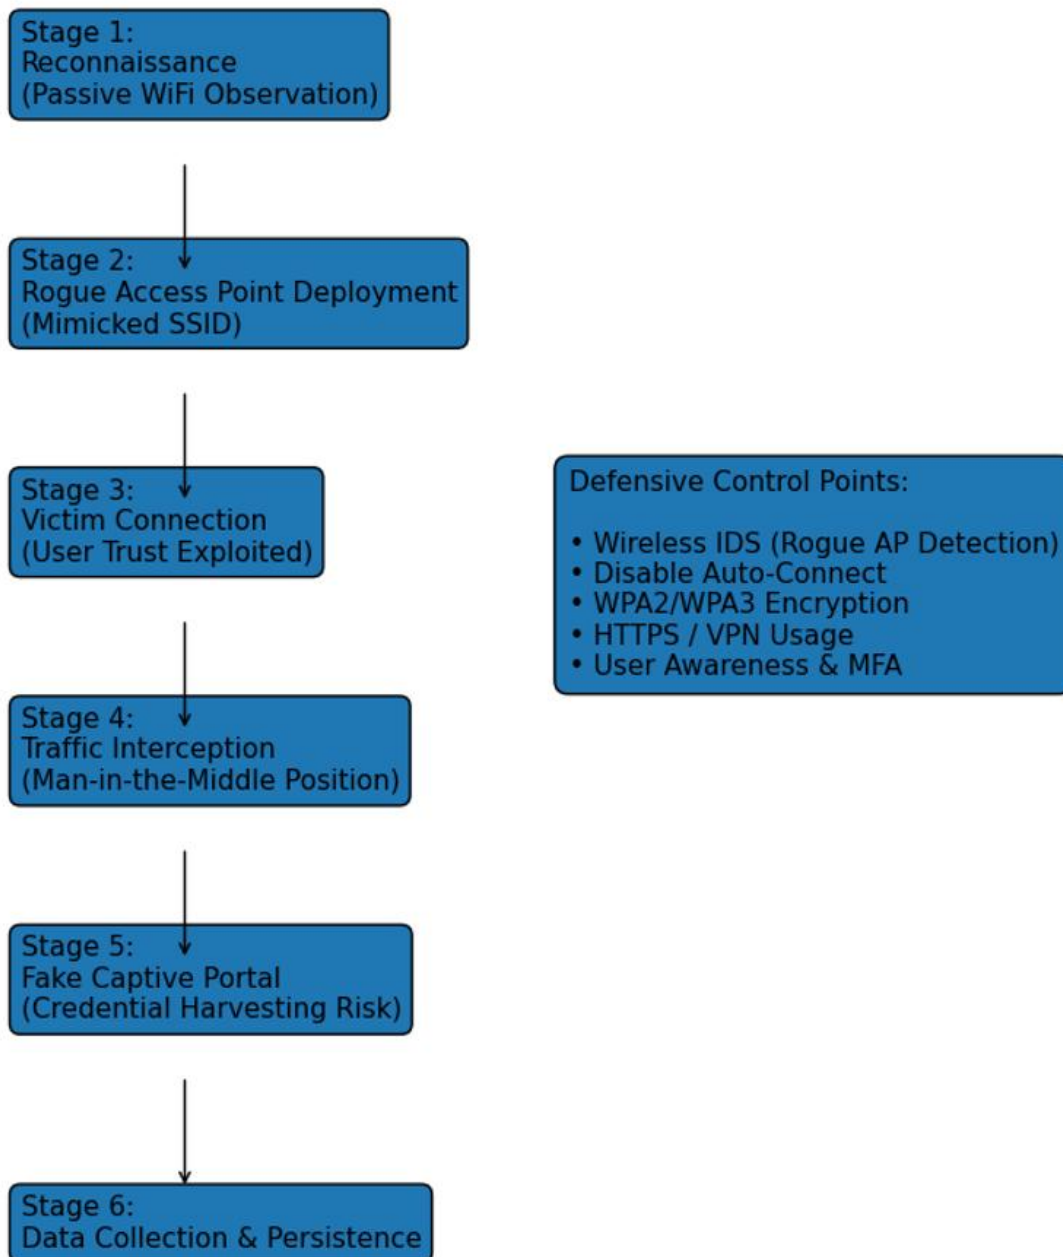 Stage 1:
Reconnaissance
(Passive WiFi Observation)
Stage 2:
Rogue Access Point Deployment
(Mimicked SSID)
Stage 3:
Victim Connection
(User Trust Exploited)
Stage 4:
Traffic Interception
(Man-in-the-Middle Position)
Stage 5:
Fake Captive Portal
(Credential Harvesting Risk)
Stage 6:
Data Collection & Persistence
Defensive Control Points:
• Wireless IDS (Rogue AP Detection)
• Disable Auto-Connect
• WPA2/WPA3 Encryption
• HTTPS / VPN Usage
• User Awareness & MFA